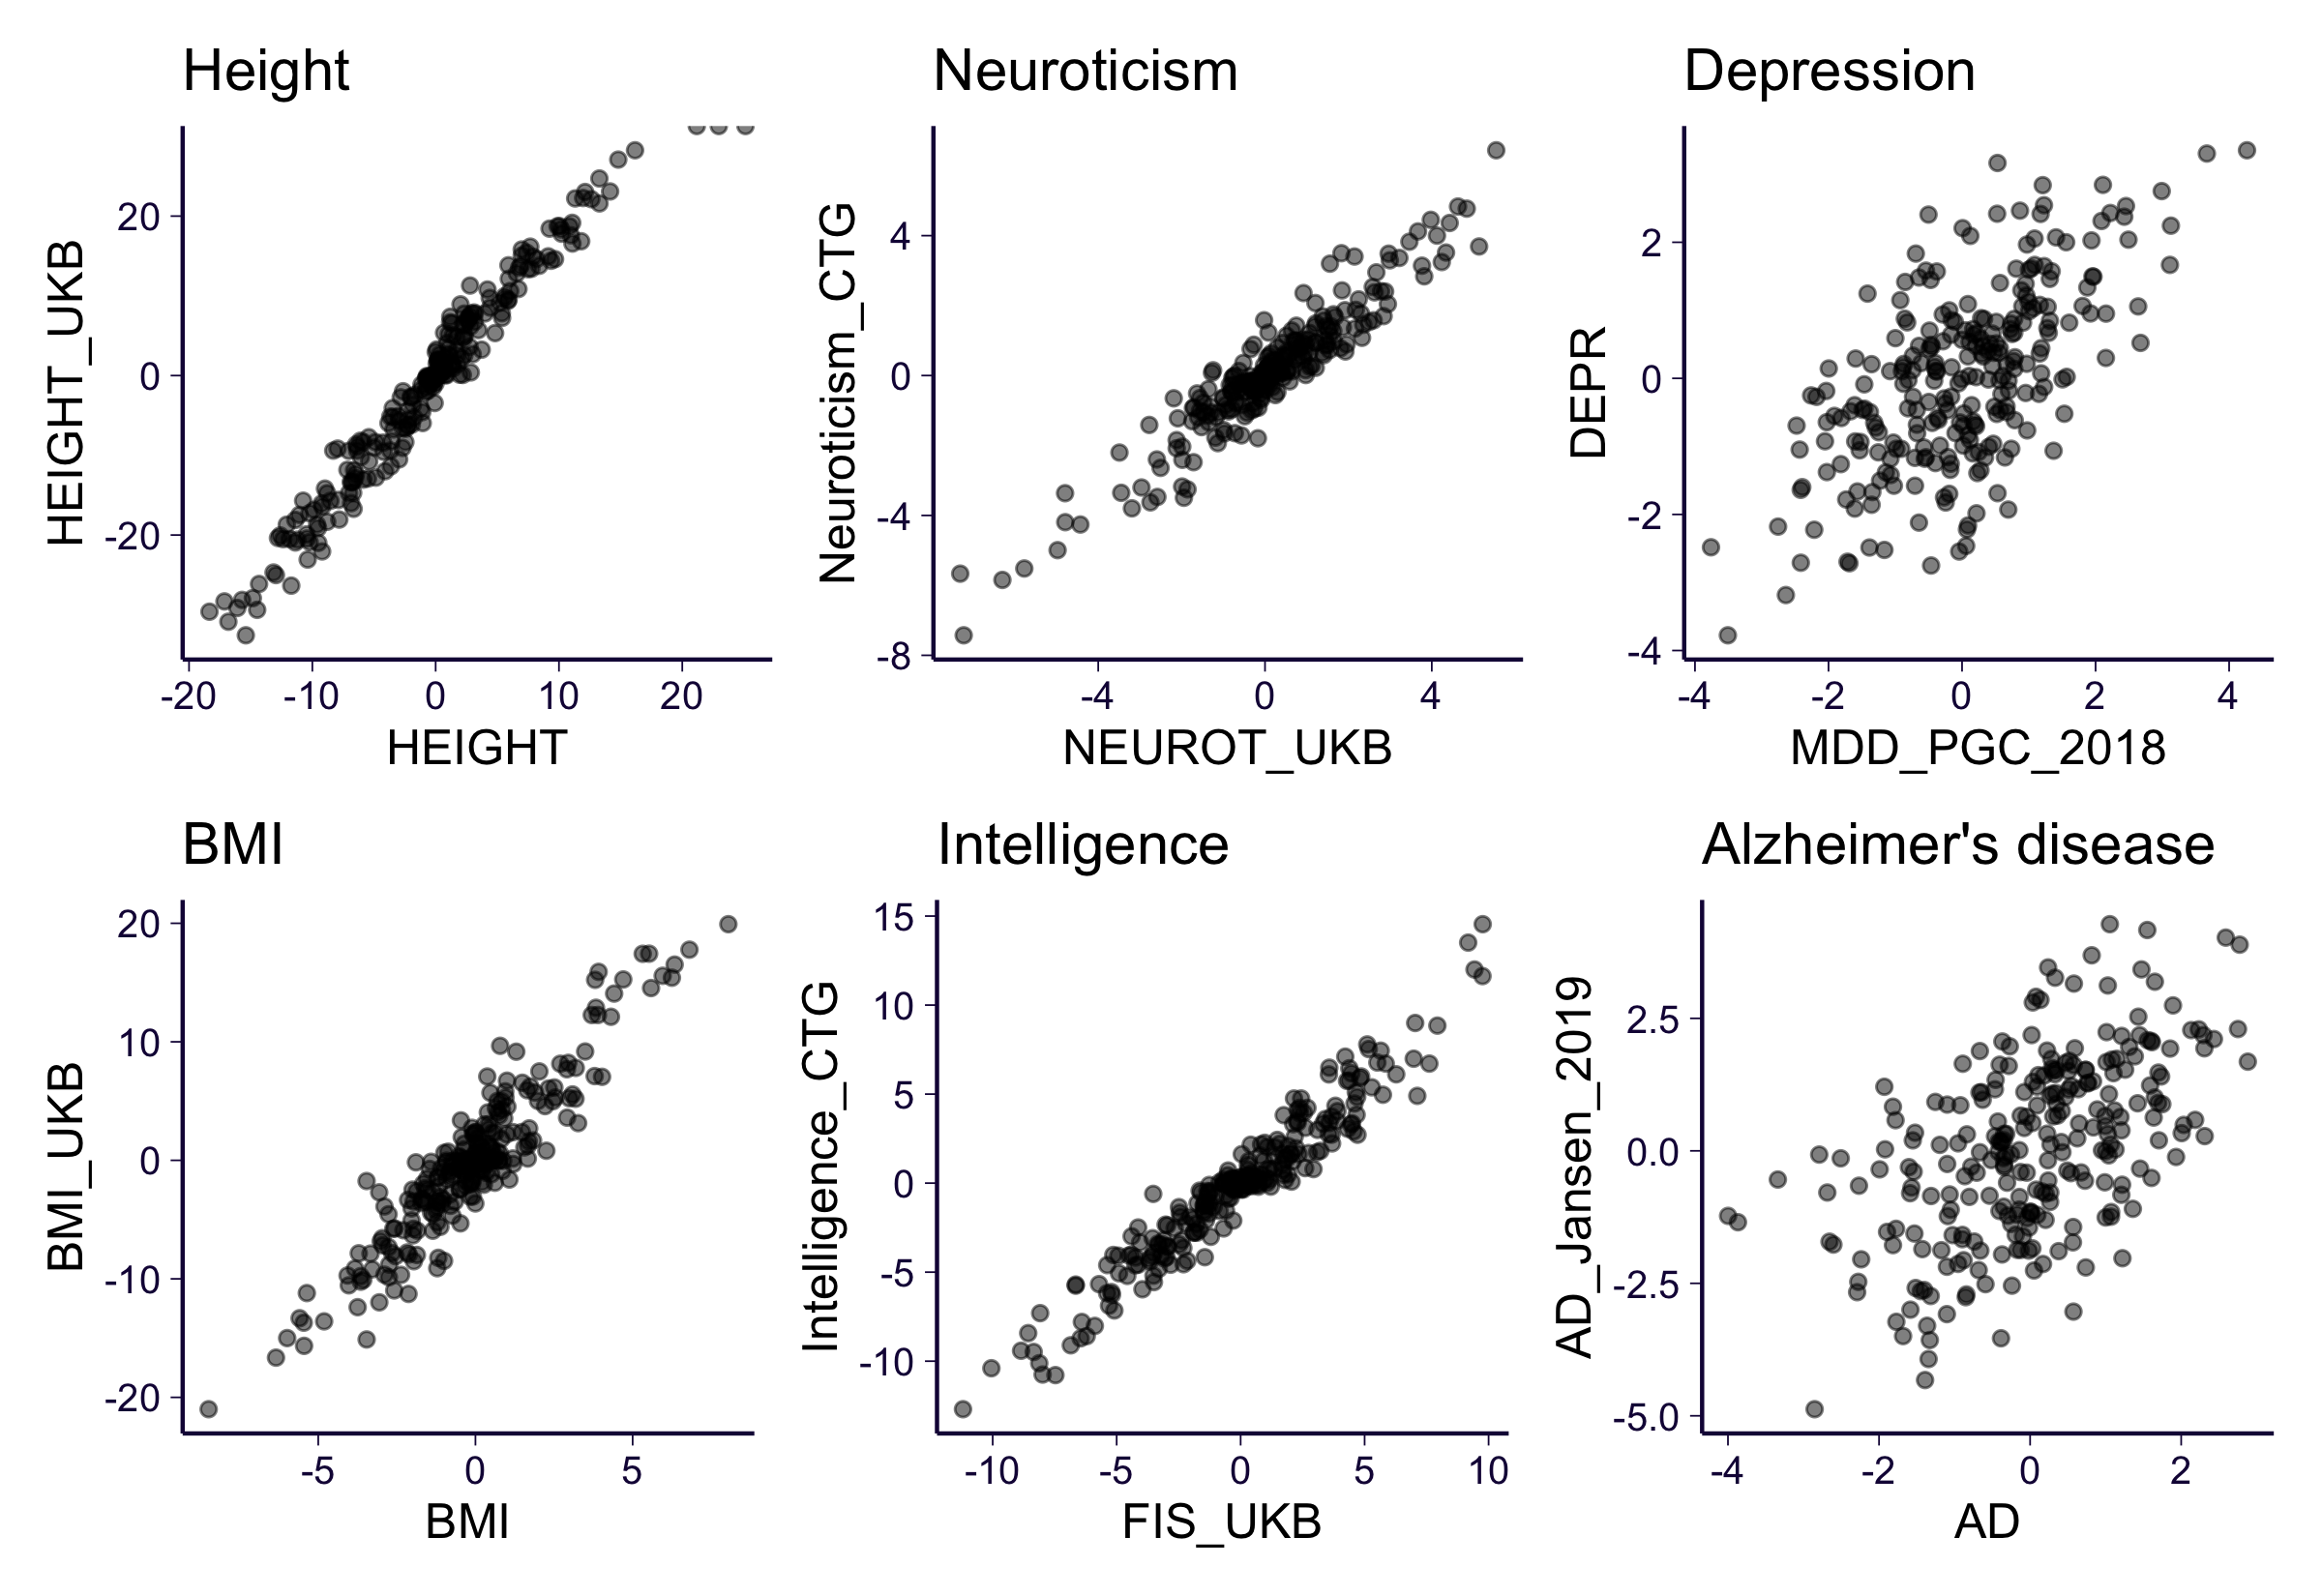 Height
HEIGHT_UKB
20
0
-20
-20 -10 0 10 20
HEIGHT
Neuroticism
Neuroticism_CTG
4
0
-4
-8
-4 0 4
NEUROT_UKB
Depression
DEPR
2
0
-2
-4
-4 -2 0 2 4
MDD_PGC_2018
BMI
BMI_UKB
20
10
0
-10
-20
-5 0 5
BMI
Intelligence
Intelligence_CTG
15
10
5
0
-5
-10
-10 -5 0 5 10
FIS_UKB
Alzheimer's disease
AD_Jansen_2019
2.5
0.0
-2.5
-5.0
-4 -2 0 2
AD